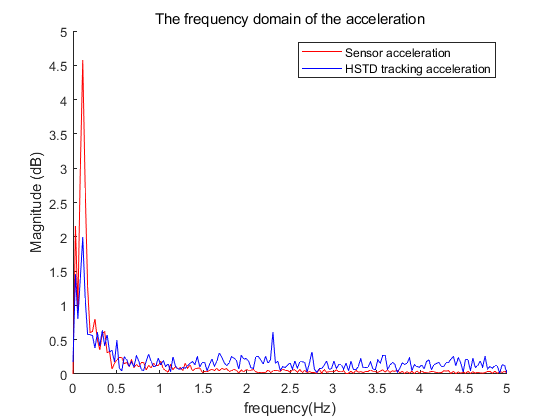 The frequency domain of the acceleration
Sensor acceleration
HSTD tracking acceleration
Magnitude (dB)
5
4.5
4
3.5
3
2.5
2
1.5
1
0.5
0
0 0.5 1 1.5 2 2.5 3 3.5 4 4.5 5
frequency(Hz)